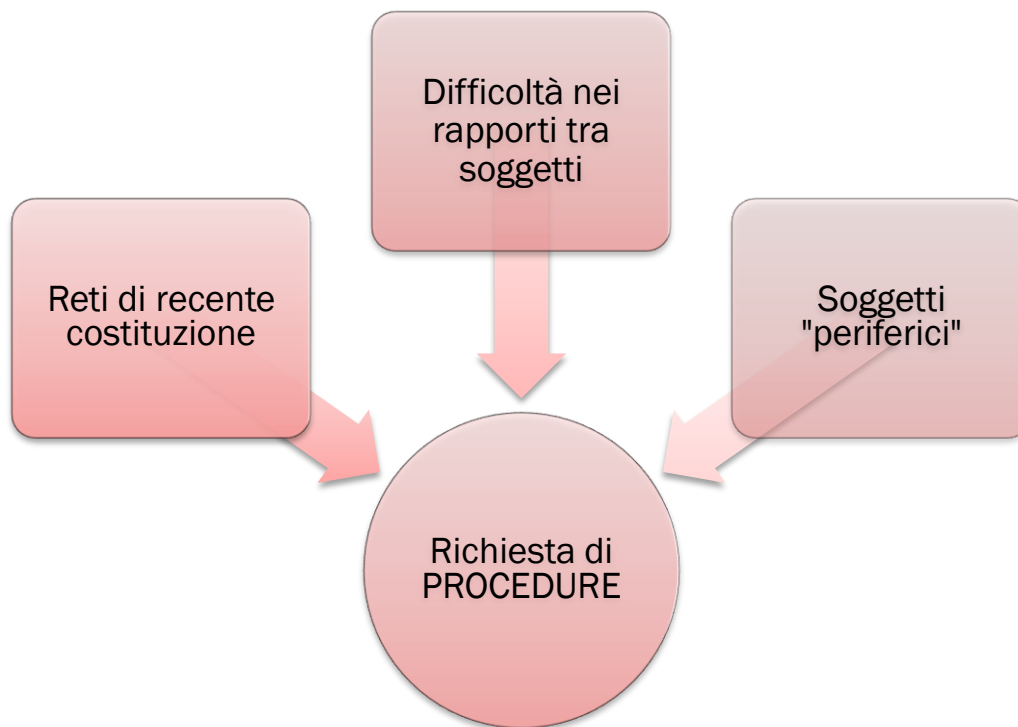 Difficoltà nei
rapporti tra
soggetti
Reti di recente
costituzione
Soggetti
"periferici"
Richiesta di
PROCEDURE